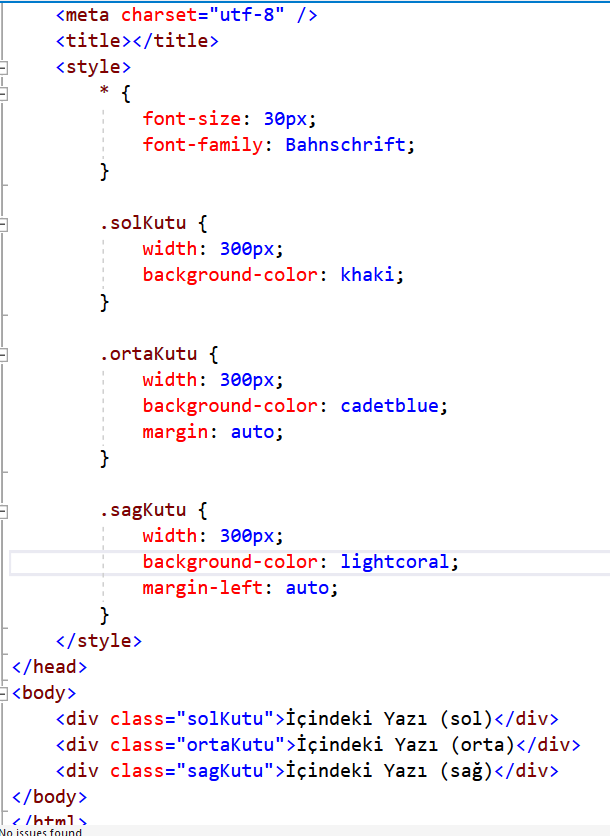 <meta charset="utf-8" />
<title></title>
<style>
* {
font-size: 30px;
font-family: Bahnschrift;
}
.solKutu {
width: 300px;
background-color: khaki;
}
.ortaKutu {
width: 300px;
background-color: cadetblue;
margin: auto;
}
.sagKutu {
width: 300px;
background-color: lightcoral;
margin-left: auto;
}
</style>
</head>
<body>
<div class="solKutu">İçindeki Yazı (sol)</div>
<div class="ortaKutu">İçindeki Yazı (orta)</div>
<div class="sagKutu">İçindeki Yazı (sağ)</div>
</body>
</html>
No issues found